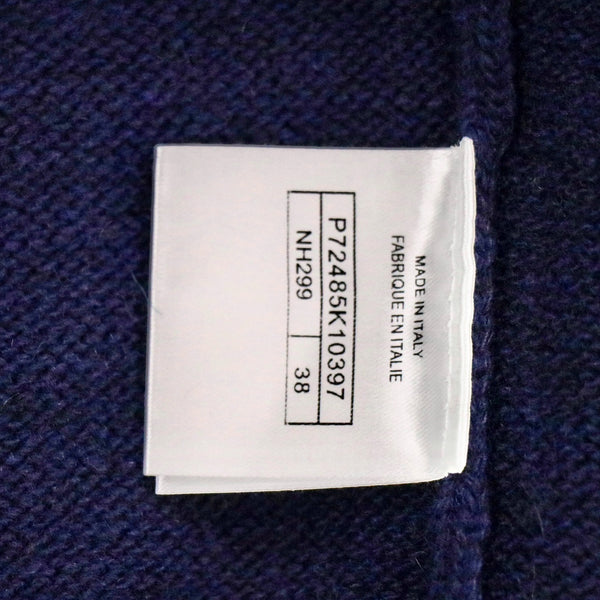 MADE IN ITALY
FABRIQUE EN ITALIE
P72485K10397
NH299 38